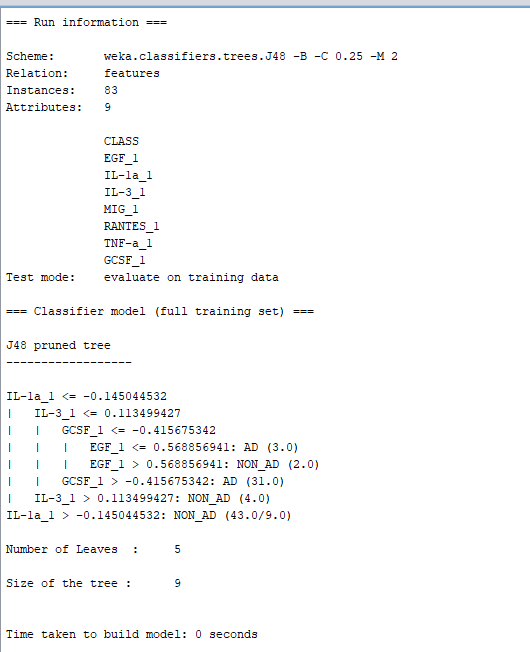 === Run information ===
Scheme:       weka.classifiers.trees.J48 -B -C 0.25 -M 2
Relation:     features
Instances:    83
Attributes:   9
              CLASS
              EGF_1
              IL-1a_1
              IL-3_1
              MIG_1
              RANTES_1
              TNF-a_1
              GCSF_1
Test mode:    evaluate on training data
=== Classifier model (full training set) ===
J48 pruned tree
------------------
IL-1a_1 <= -0.145044532
|   IL-3_1 <= 0.113499427
|   |   GCSF_1 <= -0.415675342
|   |   |   EGF_1 <= 0.568856941: AD (3.0)
|   |   |   EGF_1 > 0.568856941: NON_AD (2.0)
|   |   GCSF_1 > -0.415675342: AD (31.0)
|   IL-3_1 > 0.113499427: NON_AD (4.0)
IL-1a_1 > -0.145044532: NON_AD (43.0/9.0)
Number of Leaves  :     5
Size of the tree :      9
Time taken to build model: 0 seconds